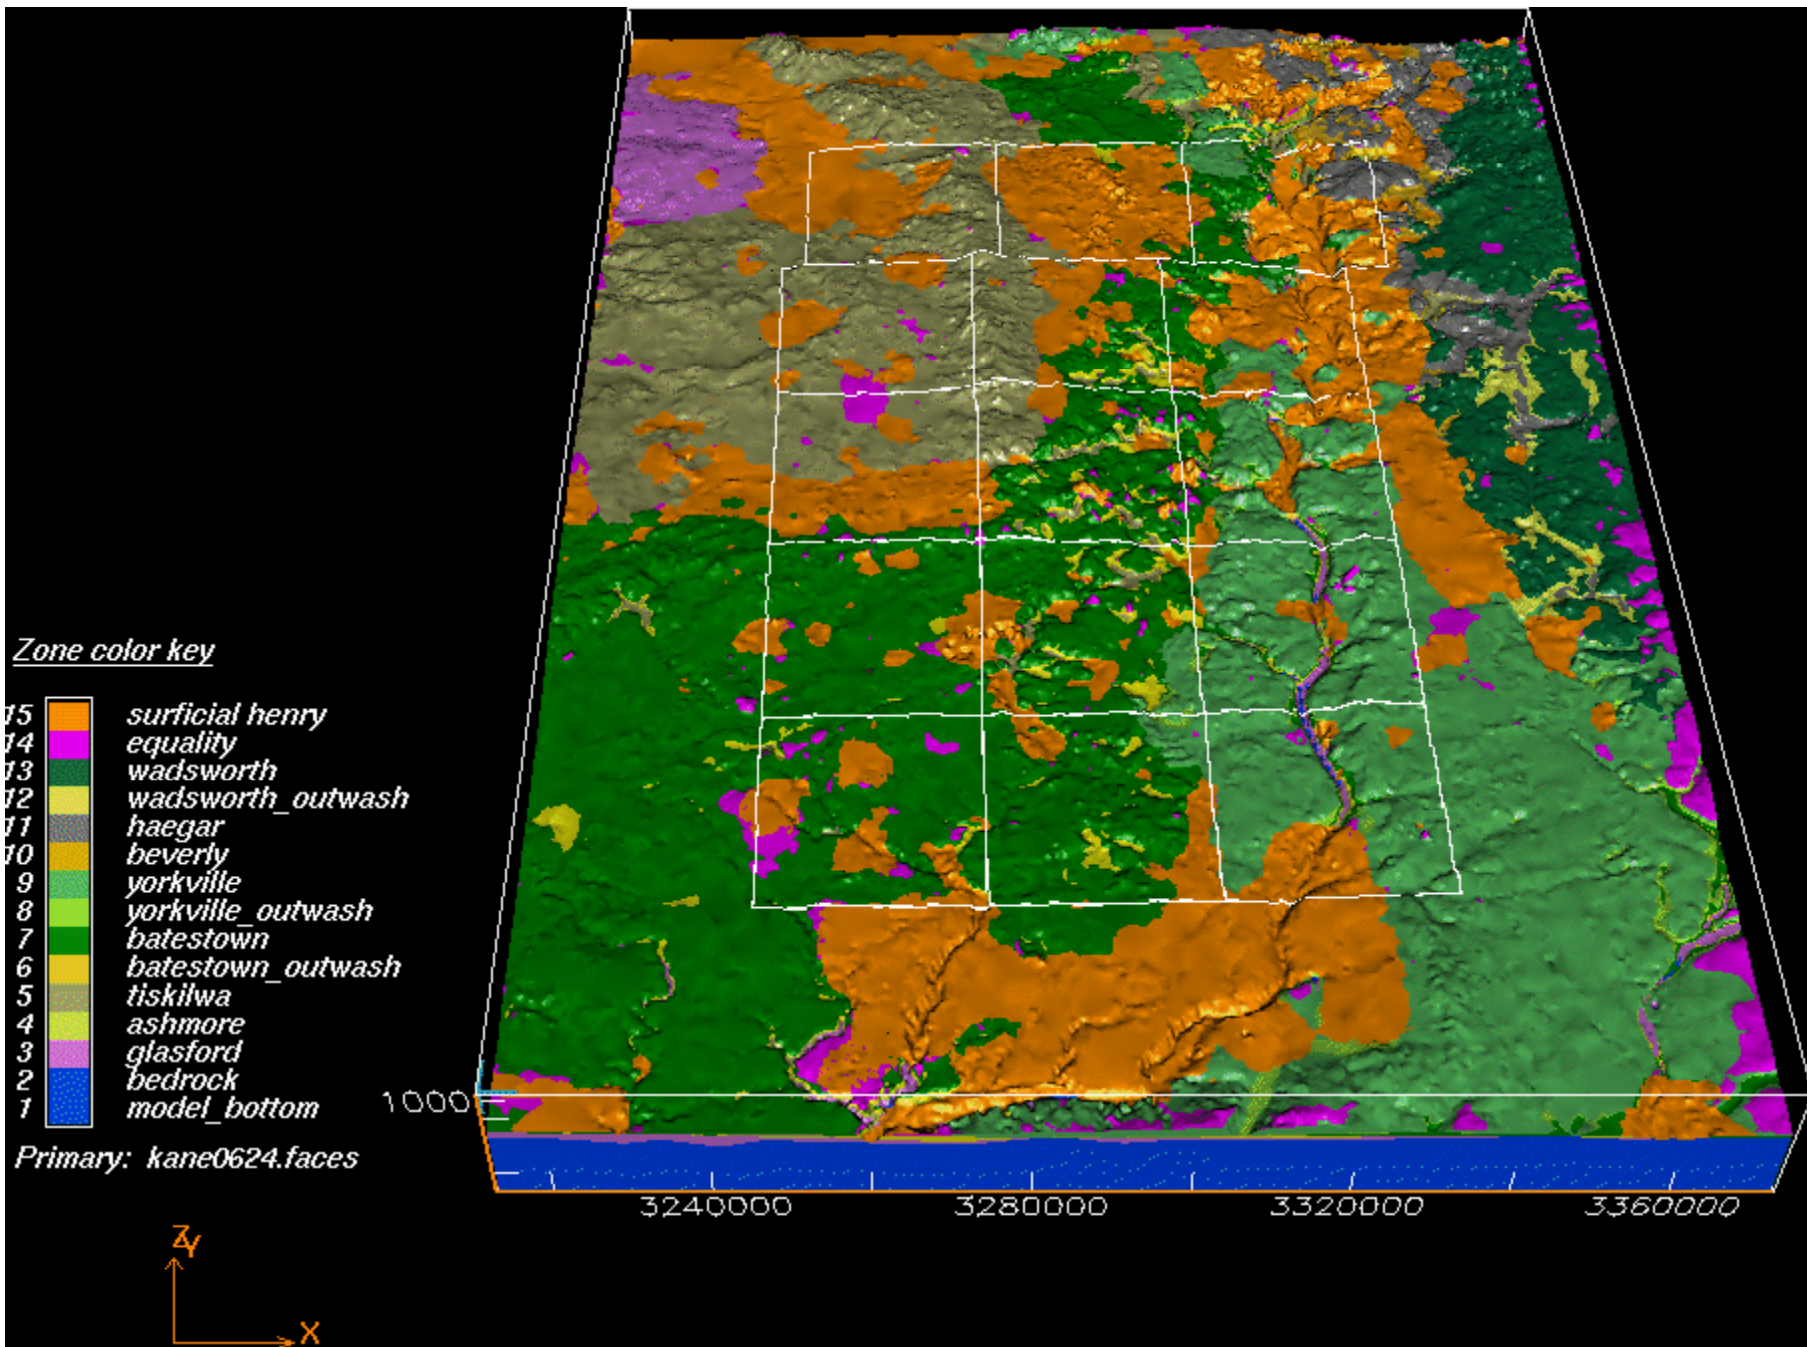 Zone color key
15 surficial henry
14 equality
13 wadsworth
12 wadsworth_outwash
11 haegar
10 beverly
9 yorkville
8 yorkville_outwash
7 batestown
6 batestown_outwash
5 tiskilwa
4 ashmore
3 glasford
2 bedrock
1 model_bottom
1000
Primary: kane0624.faces
3240000 3280000 3320000 3360000
Z Y
X